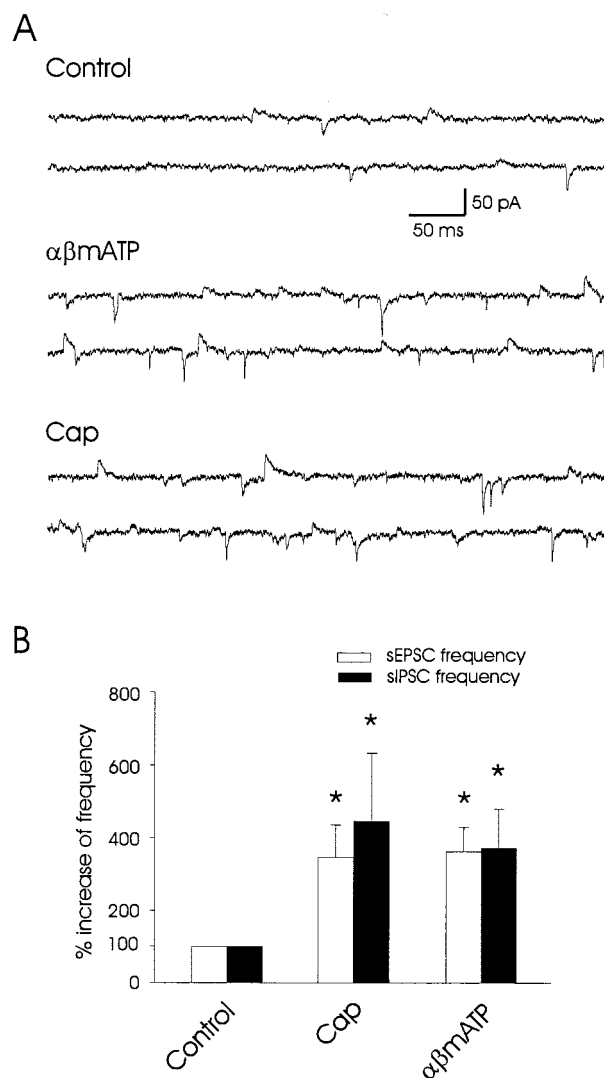 A
Control
50 pA
50 ms
αβmATP
Cap
B
sEPSC frequency
sIPSC frequency
% increase of frequency
800
600
400
200
100
0
*
*
*
*
Control
Cap
αβmATP